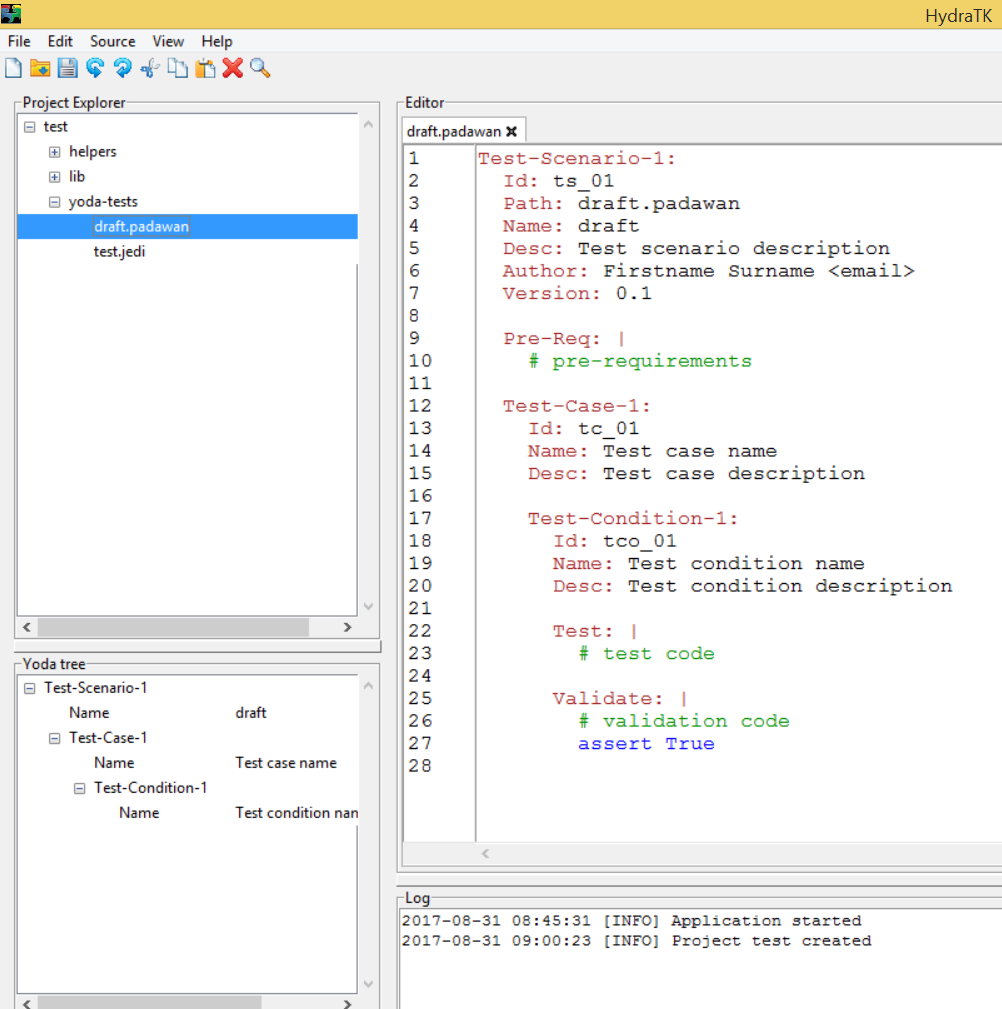 HydraTK
File Edit Source View Help
Project Explorer
test
helpers
lib
yoda-tests
draft.padawan
test.jedi
Yoda tree
Test-Scenario-1
Name draft
Test-Case-1
Name Test case name
Test-Condition-1
Name Test condition nan
Editor
draft.padawan
1 Test-Scenario-1:
2 Id: ts_01
3 Path: draft.padawan
4 Name: draft
5 Desc: Test scenario description
6 Author: Firstname Surname <email>
7 Version: 0.1
8
9 Pre-Req: |
10 # pre-requirements
11
12 Test-Case-1:
13 Id: tc_01
14 Name: Test case name
15 Desc: Test case description
16
17 Test-Condition-1:
18 Id: tco_01
19 Name: Test condition name
20 Desc: Test condition description
21
22 Test: |
23 # test code
24
25 Validate: |
26 # validation code
27 assert True
28
Log
2017-08-31 08:45:31 [INFO] Application started
2017-08-31 09:00:23 [INFO] Project test created